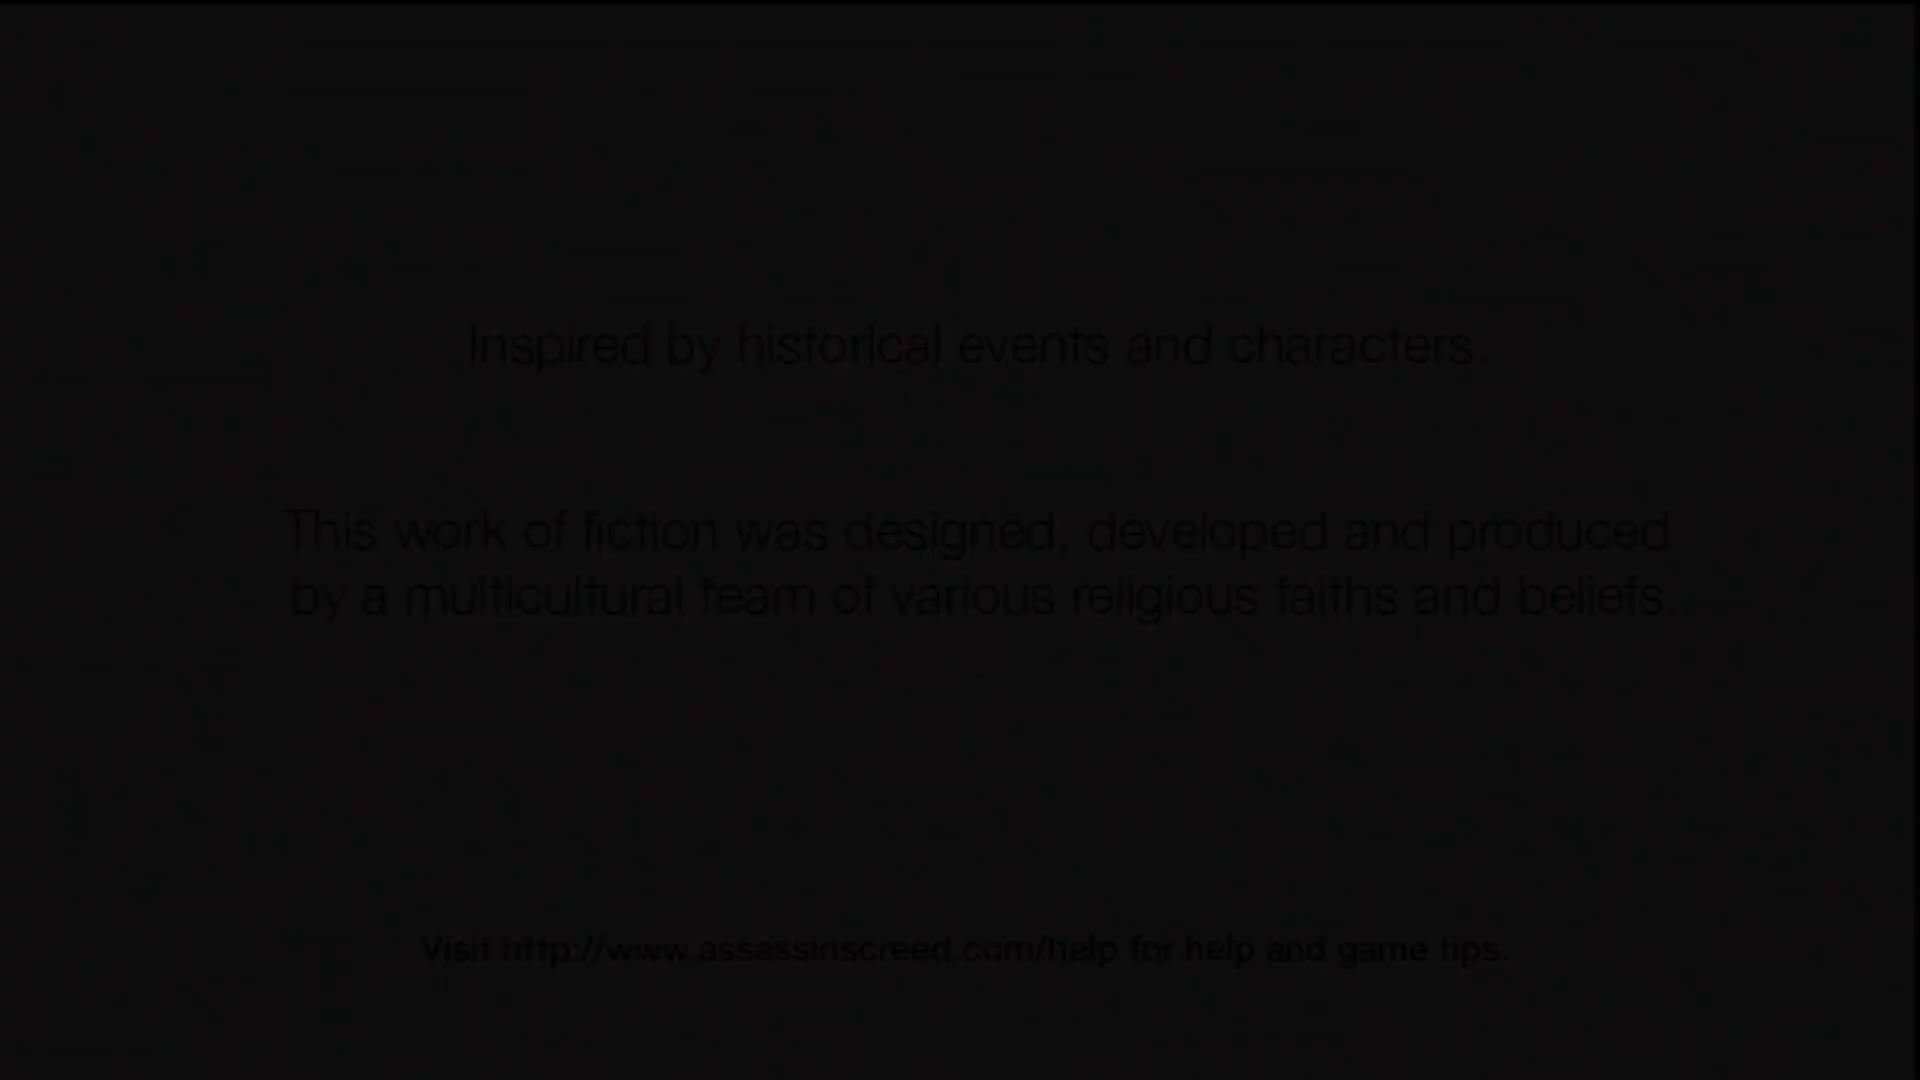 Inspired by historical events and characters.
This work of fiction was designed, developed and produced
by a multicultural team of various religious faiths and beliefs.
Visit http://www.assassinscreed.com/help for help and game tips.